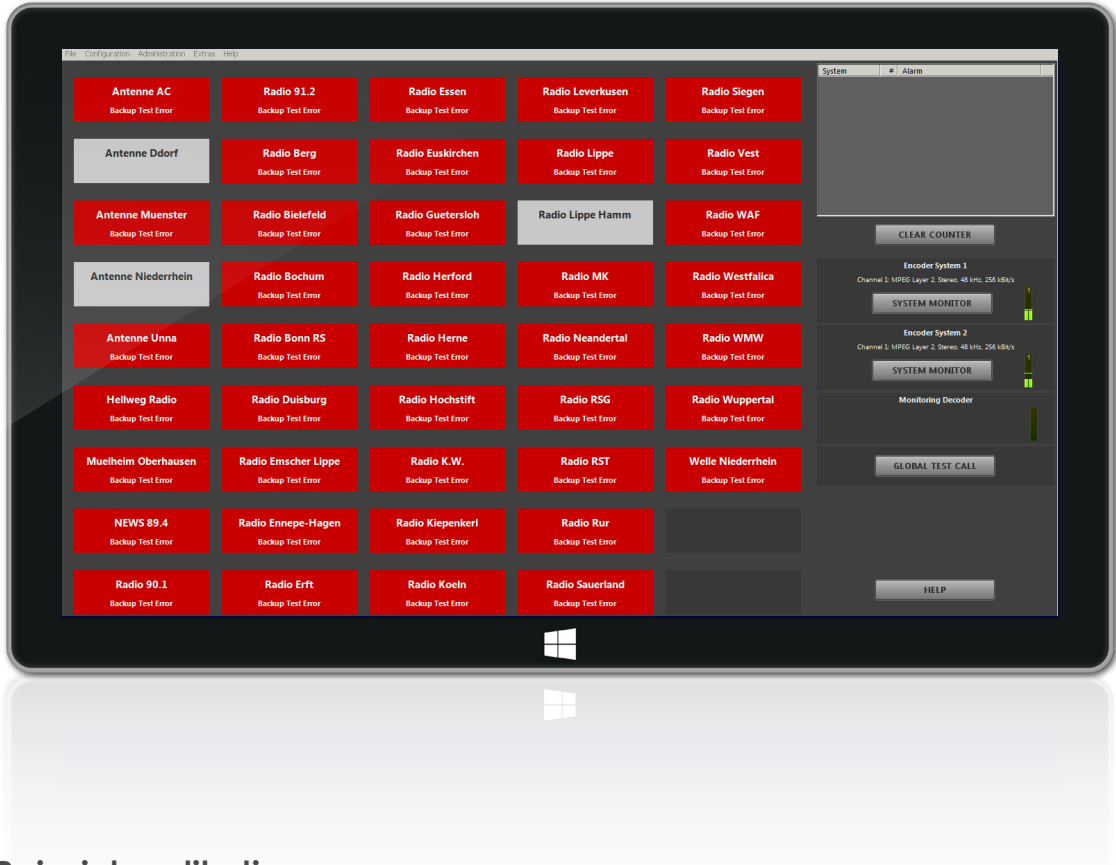 File Configuration Administration Extras Help
Antenne AC
Backup Test Error
Radio 91.2
Backup Test Error
Radio Essen
Backup Test Error
Radio Leverkusen
Backup Test Error
Radio Siegen
Backup Test Error
Antenne Ddorf
Radio Berg
Backup Test Error
Radio Euskirchen
Backup Test Error
Radio Lippe
Backup Test Error
Radio Vest
Backup Test Error
Antenne Muenster
Backup Test Error
Radio Bielefeld
Backup Test Error
Radio Guetersloh
Backup Test Error
Radio Lippe Hamm
Radio WAF
Backup Test Error
Antenne Niederrhein
Radio Bochum
Backup Test Error
Radio Herford
Backup Test Error
Radio MK
Backup Test Error
Radio Westfalica
Backup Test Error
Antenne Unna
Backup Test Error
Radio Bonn RS
Backup Test Error
Radio Herne
Backup Test Error
Radio Neandertal
Backup Test Error
Radio WMW
Backup Test Error
Hellweg Radio
Backup Test Error
Radio Duisburg
Backup Test Error
Radio Hochstift
Backup Test Error
Radio RSG
Backup Test Error
Radio Wuppertal
Backup Test Error
Muelheim Oberhausen
Backup Test Error
Radio Emscher Lippe
Backup Test Error
Radio K.W.
Backup Test Error
Radio RST
Backup Test Error
Welle Niederrhein
Backup Test Error
NEWS 89.4
Backup Test Error
Radio Ennepe-Hagen
Backup Test Error
Radio Kiepenkerl
Backup Test Error
Radio Rur
Backup Test Error
Radio 90.1
Backup Test Error
Radio Erft
Backup Test Error
Radio Koeln
Backup Test Error
Radio Sauerland
Backup Test Error
System # Alarm
CLEAR COUNTER
Encoder System 1
Channel 1: MPEG Layer 2, Stereo, 48 kHz, 256 kBit/s
SYSTEM MONITOR
1
Encoder System 2
Channel 1: MPEG Layer 2, Stereo, 48 kHz, 256 kBit/s
SYSTEM MONITOR
1
Monitoring Decoder
GLOBAL TEST CALL
HELP